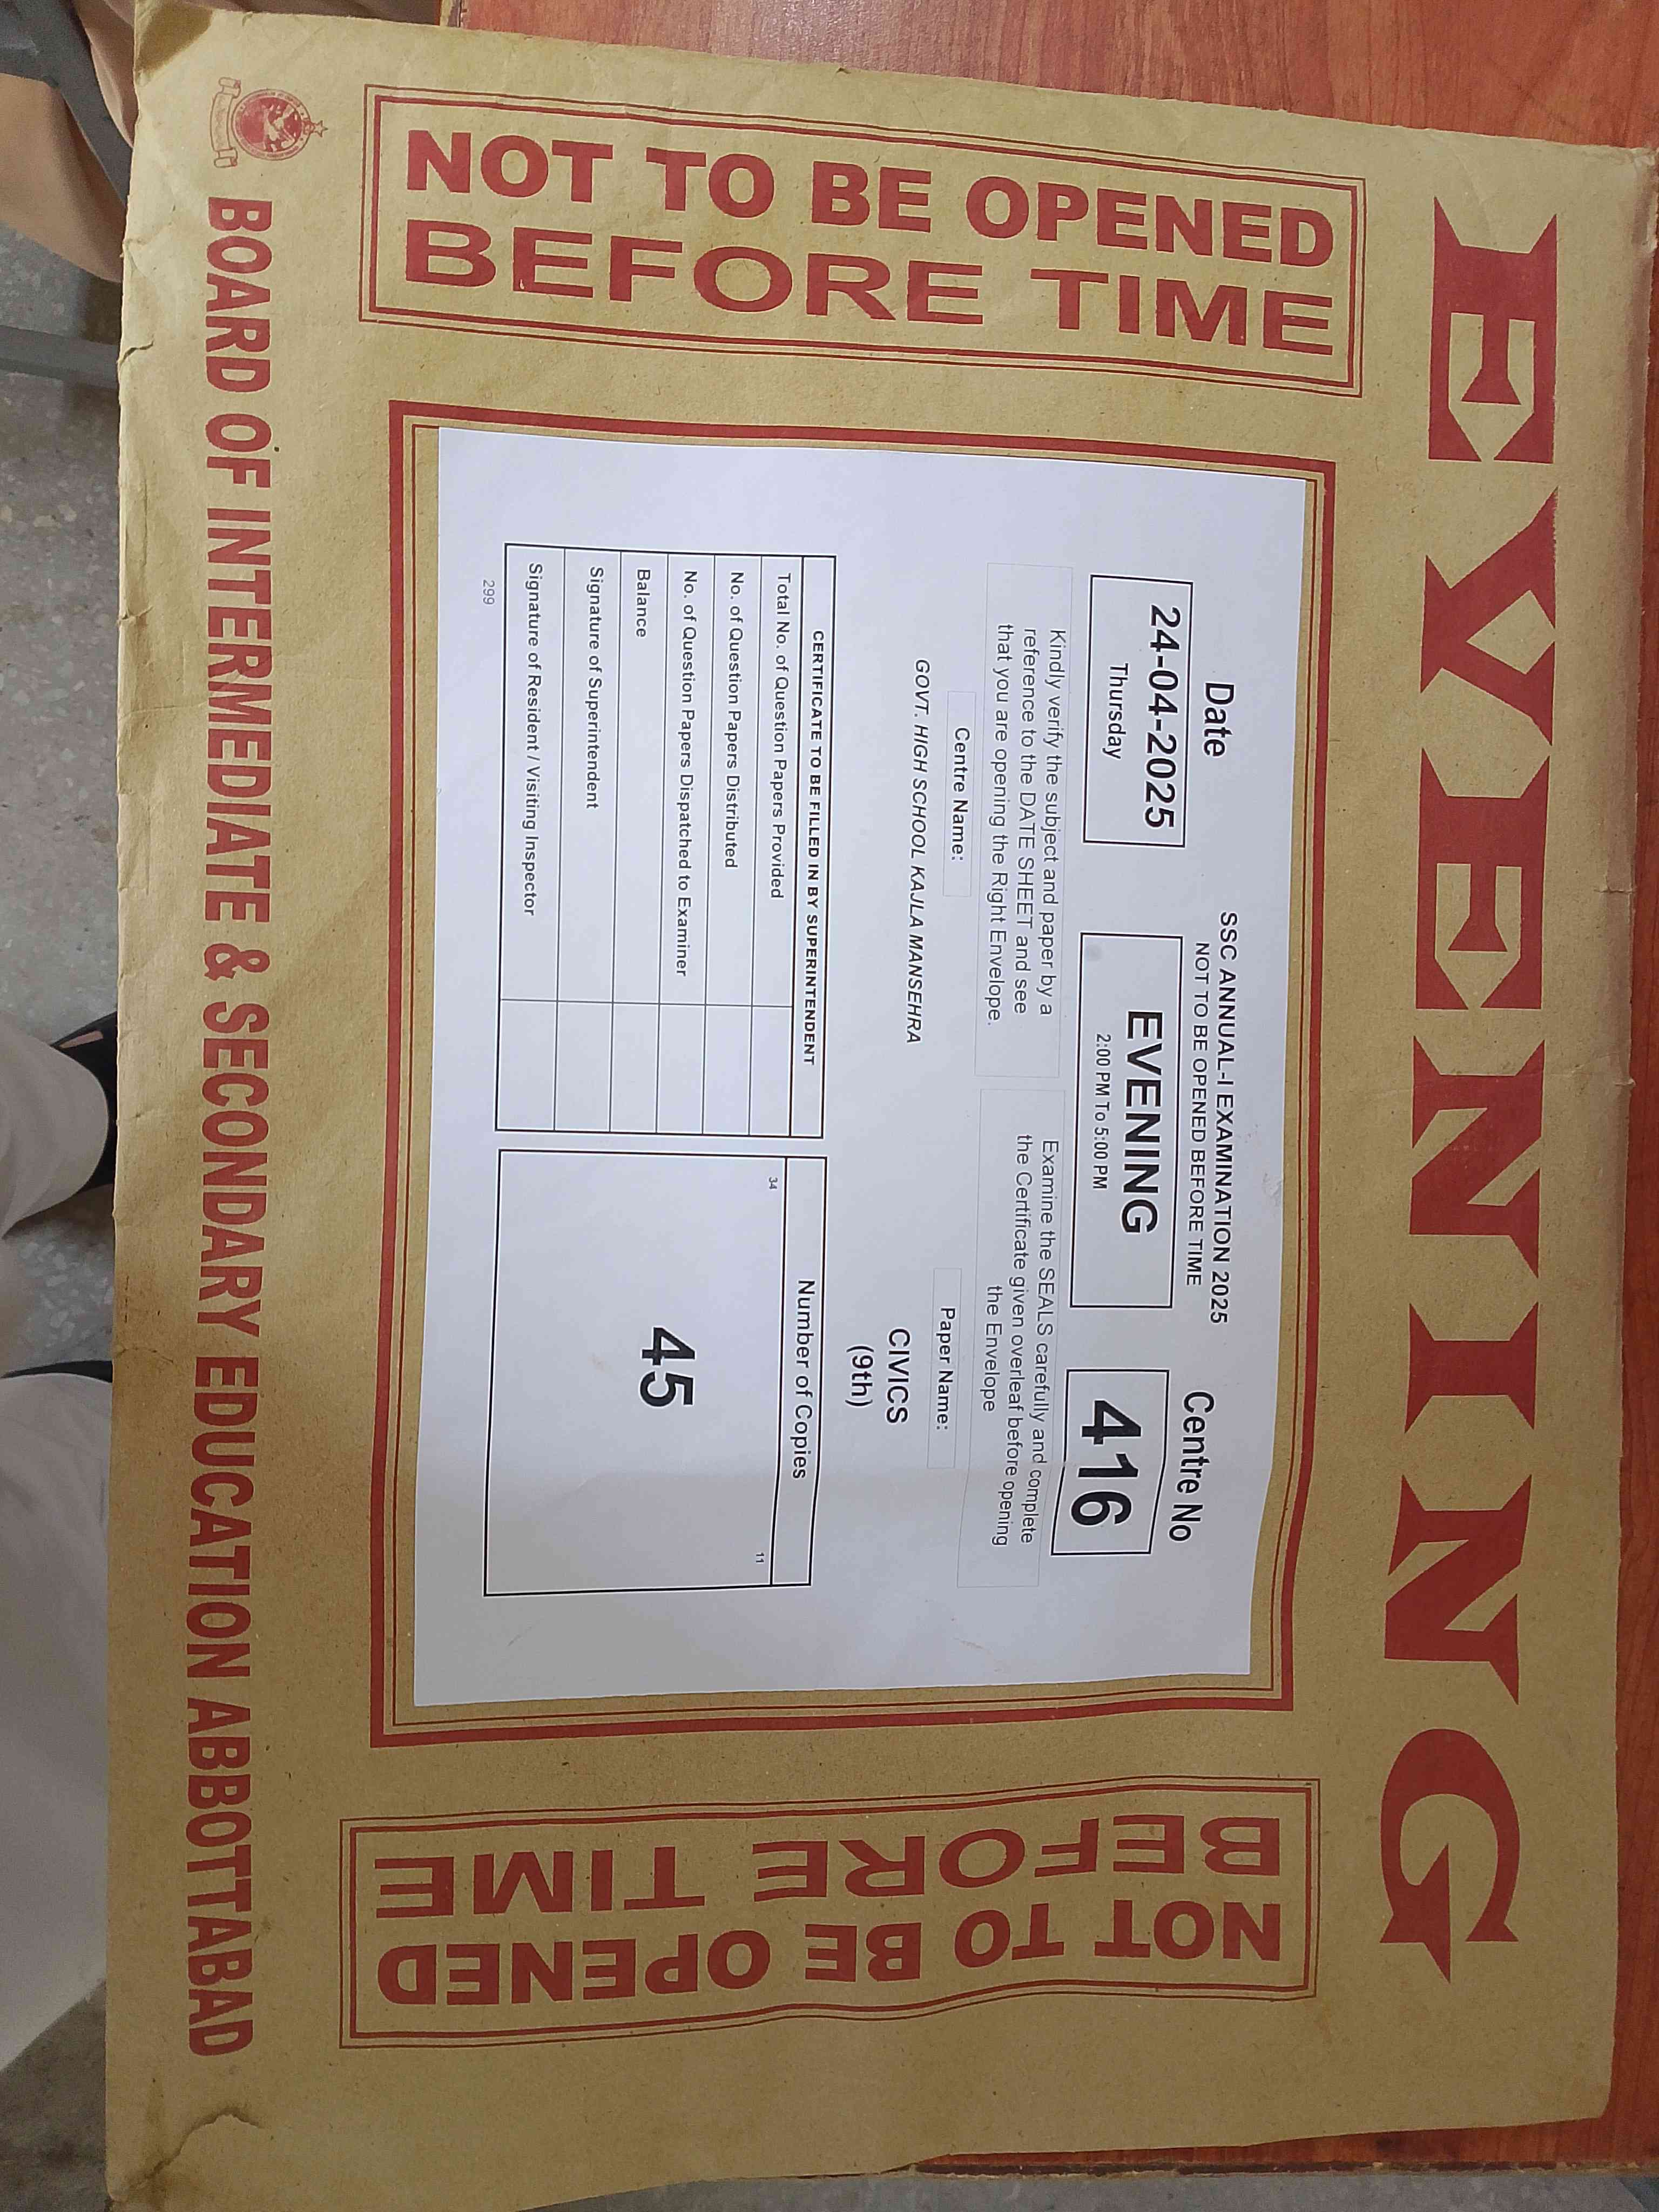 EVENING
NOT TO BE OPENED
BEFORE TIME
Date
24-04-2025
Thursday
SSC ANNUAL-I EXAMINATION 2025
NOT TO BE OPENED BEFORE TIME
EVENING
2:00 PM To 5:00 PM
Centre No
416
Kindly verify the subject and paper by a
reference to the DATE SHEET and see
that you are opening the Right Envelope.
Examine the SEALS carefully and complete
the Certificate given overleaf before opening
the Envelope
Centre Name:
GOVT. HIGH SCHOOL KAJLA MANSEHRA
Paper Name:
CIVICS
(9th)
CERTIFICATE TO BE FILLED IN BY SUPERINTENDENT
Total No. of Question Papers Provided
No. of Question Papers Distributed
No. of Question Papers Dispatched to Examiner
Balance
Signature of Superintendent
Signature of Resident / Visiting Inspector
299
Number of Copies
34
11
45
NOT TO BE OPENED
BEFORE TIME
BOARD OF INTERMEDIATE & SECONDARY EDUCATION ABBOTTABAD